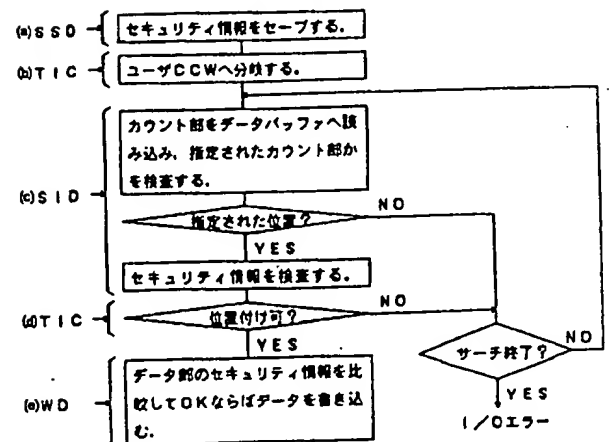 (a)SSD
セキュリティ情報をセーブする.
(b)TIC
ユーザCCWへ分岐する.
(c)SID
カウント部をデータバッファへ読
み込み, 指定されたカウント部か
を検査する.
指定された位置?
NO
YES
セキュリティ情報を検査する.
(d)TIC
位置付け可?
NO
YES
サーチ終了?
NO
YES
I/Oエラー
(e)WD
データ部のセキュリティ情報を比
較してOKならばデータを書き込
む.